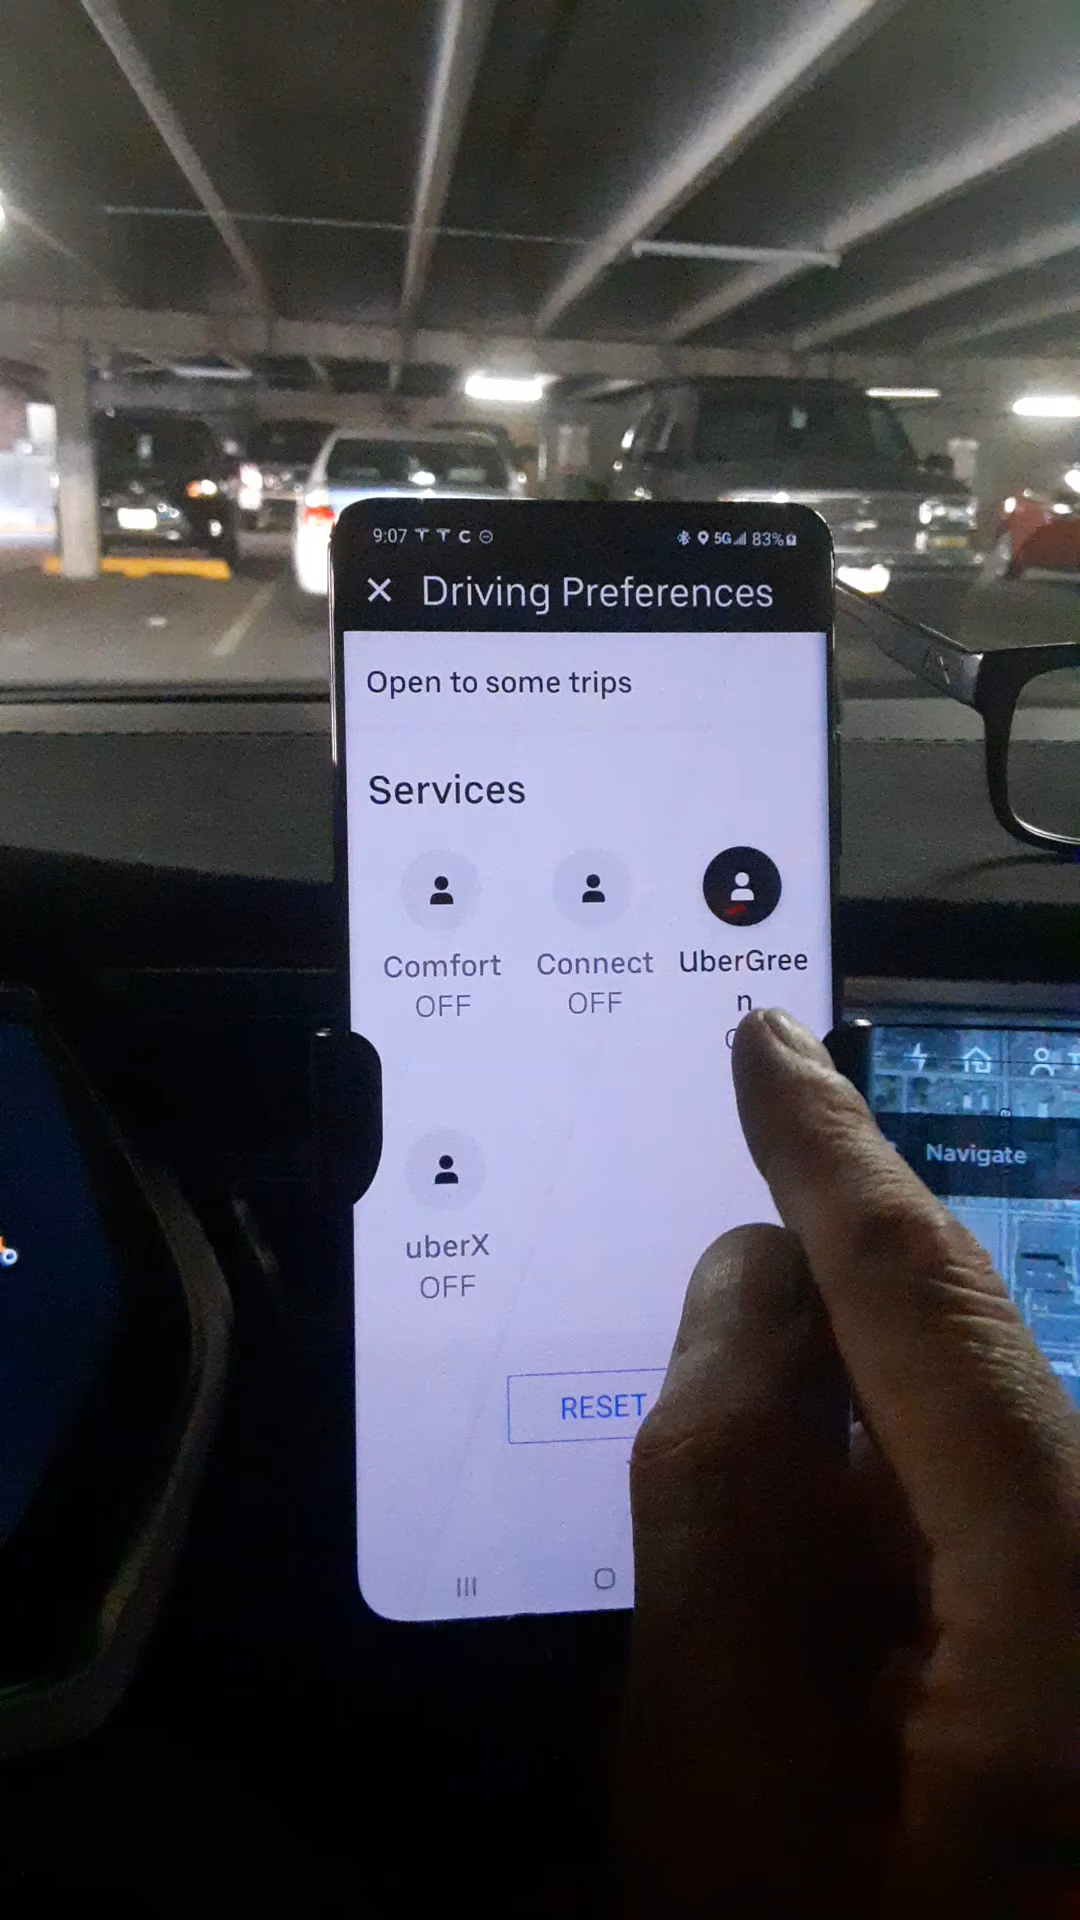 9:07 T T C
5G 83%
Driving Preferences
Open to some trips
Services
Comfort
OFF
Connect
OFF
UberGree
n
uberX
OFF
RESET
Navigate